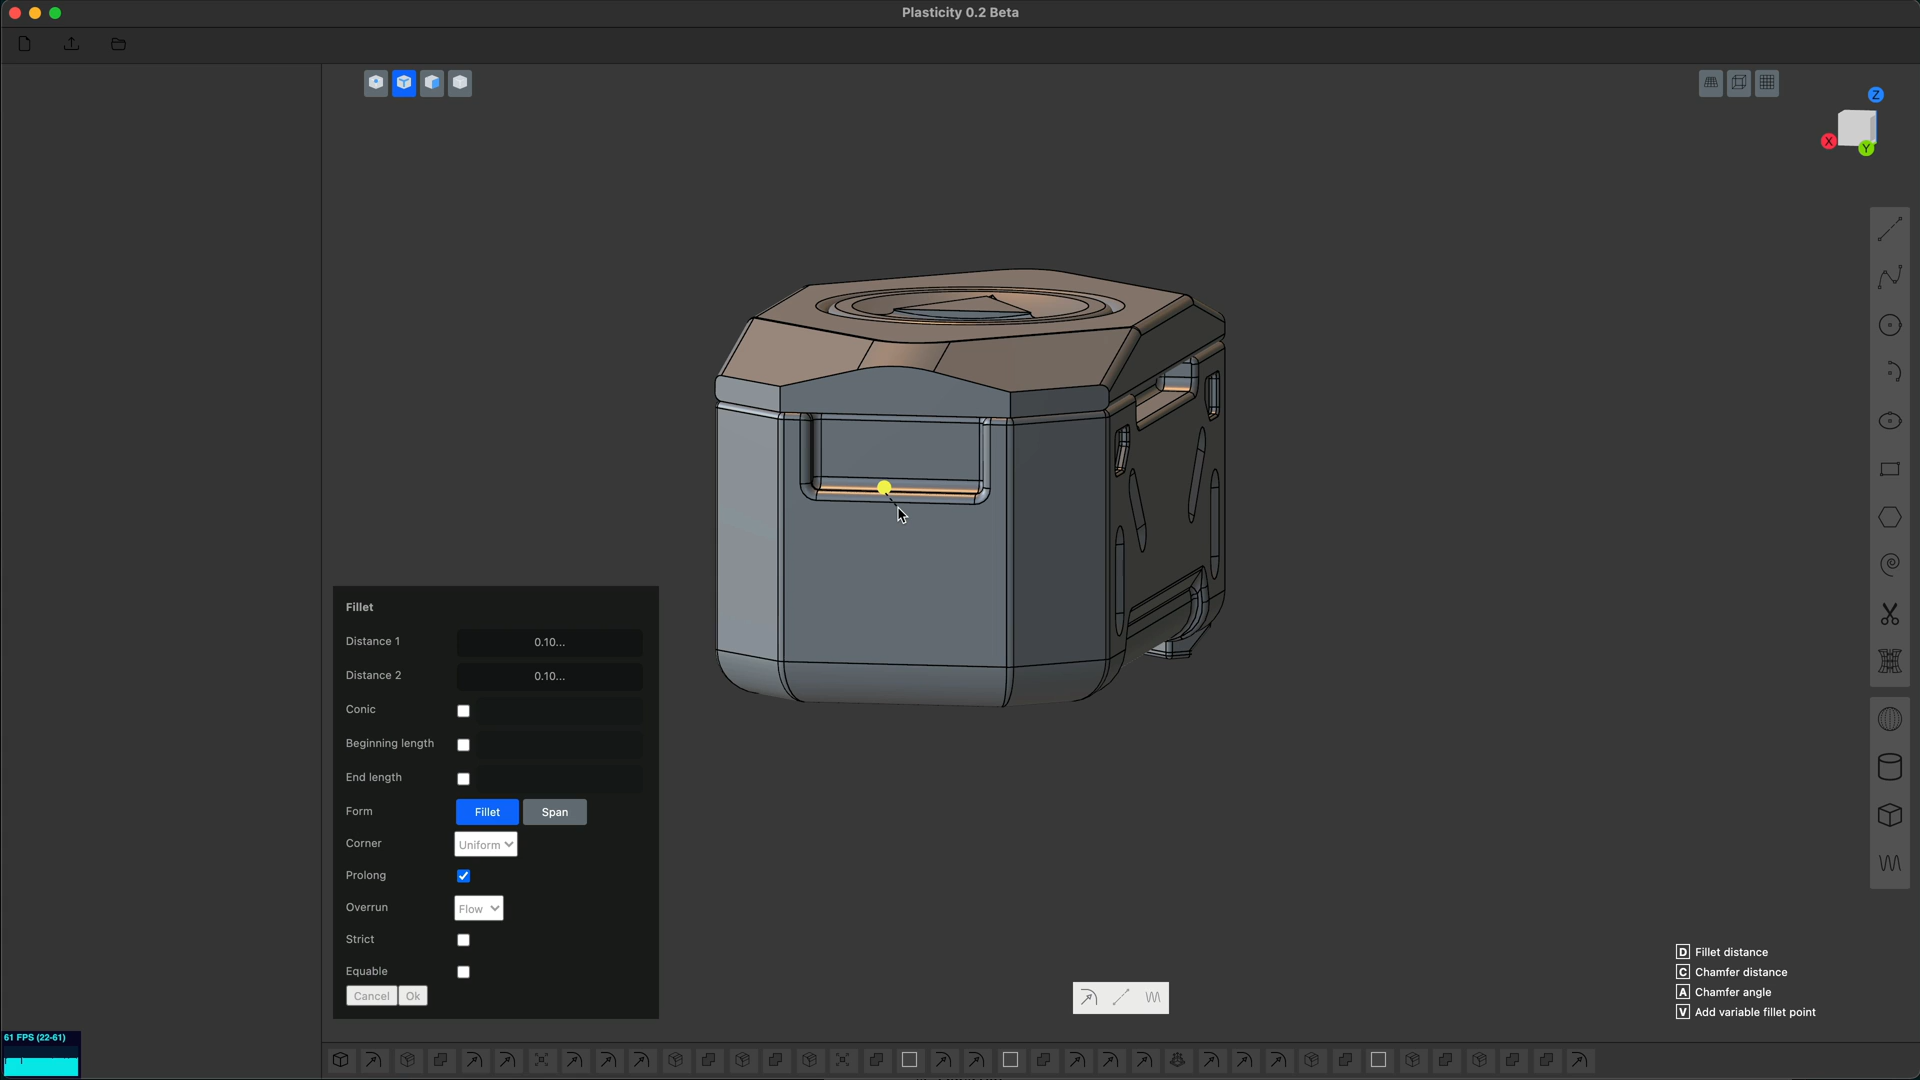 Plasticity 0.2 Beta
Z
X
Y
Fillet
Distance 1 0.10...
Distance 2 0.10...
Conic
Beginning length
End length
Form Fillet Span
Corner Uniform
Prolong
Overrun Flow
Strict
Equable
Cancel Ok
D Fillet distance
C Chamfer distance
A Chamfer angle
V Add variable fillet point
61 FPS (22-61)